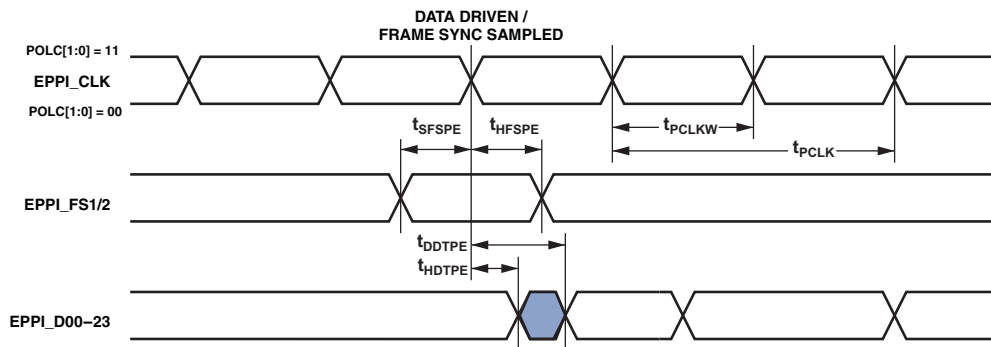 DATA DRIVEN /
FRAME SYNC SAMPLED
POLC[1:0] = 11
EPPI_CLK
POLC[1:0] = 00
tSFSPE
tHFSPE
tPCLKW
tPCLK
EPPI_FS1/2
tDDTPE
tHDTPE
EPPI_D00–23